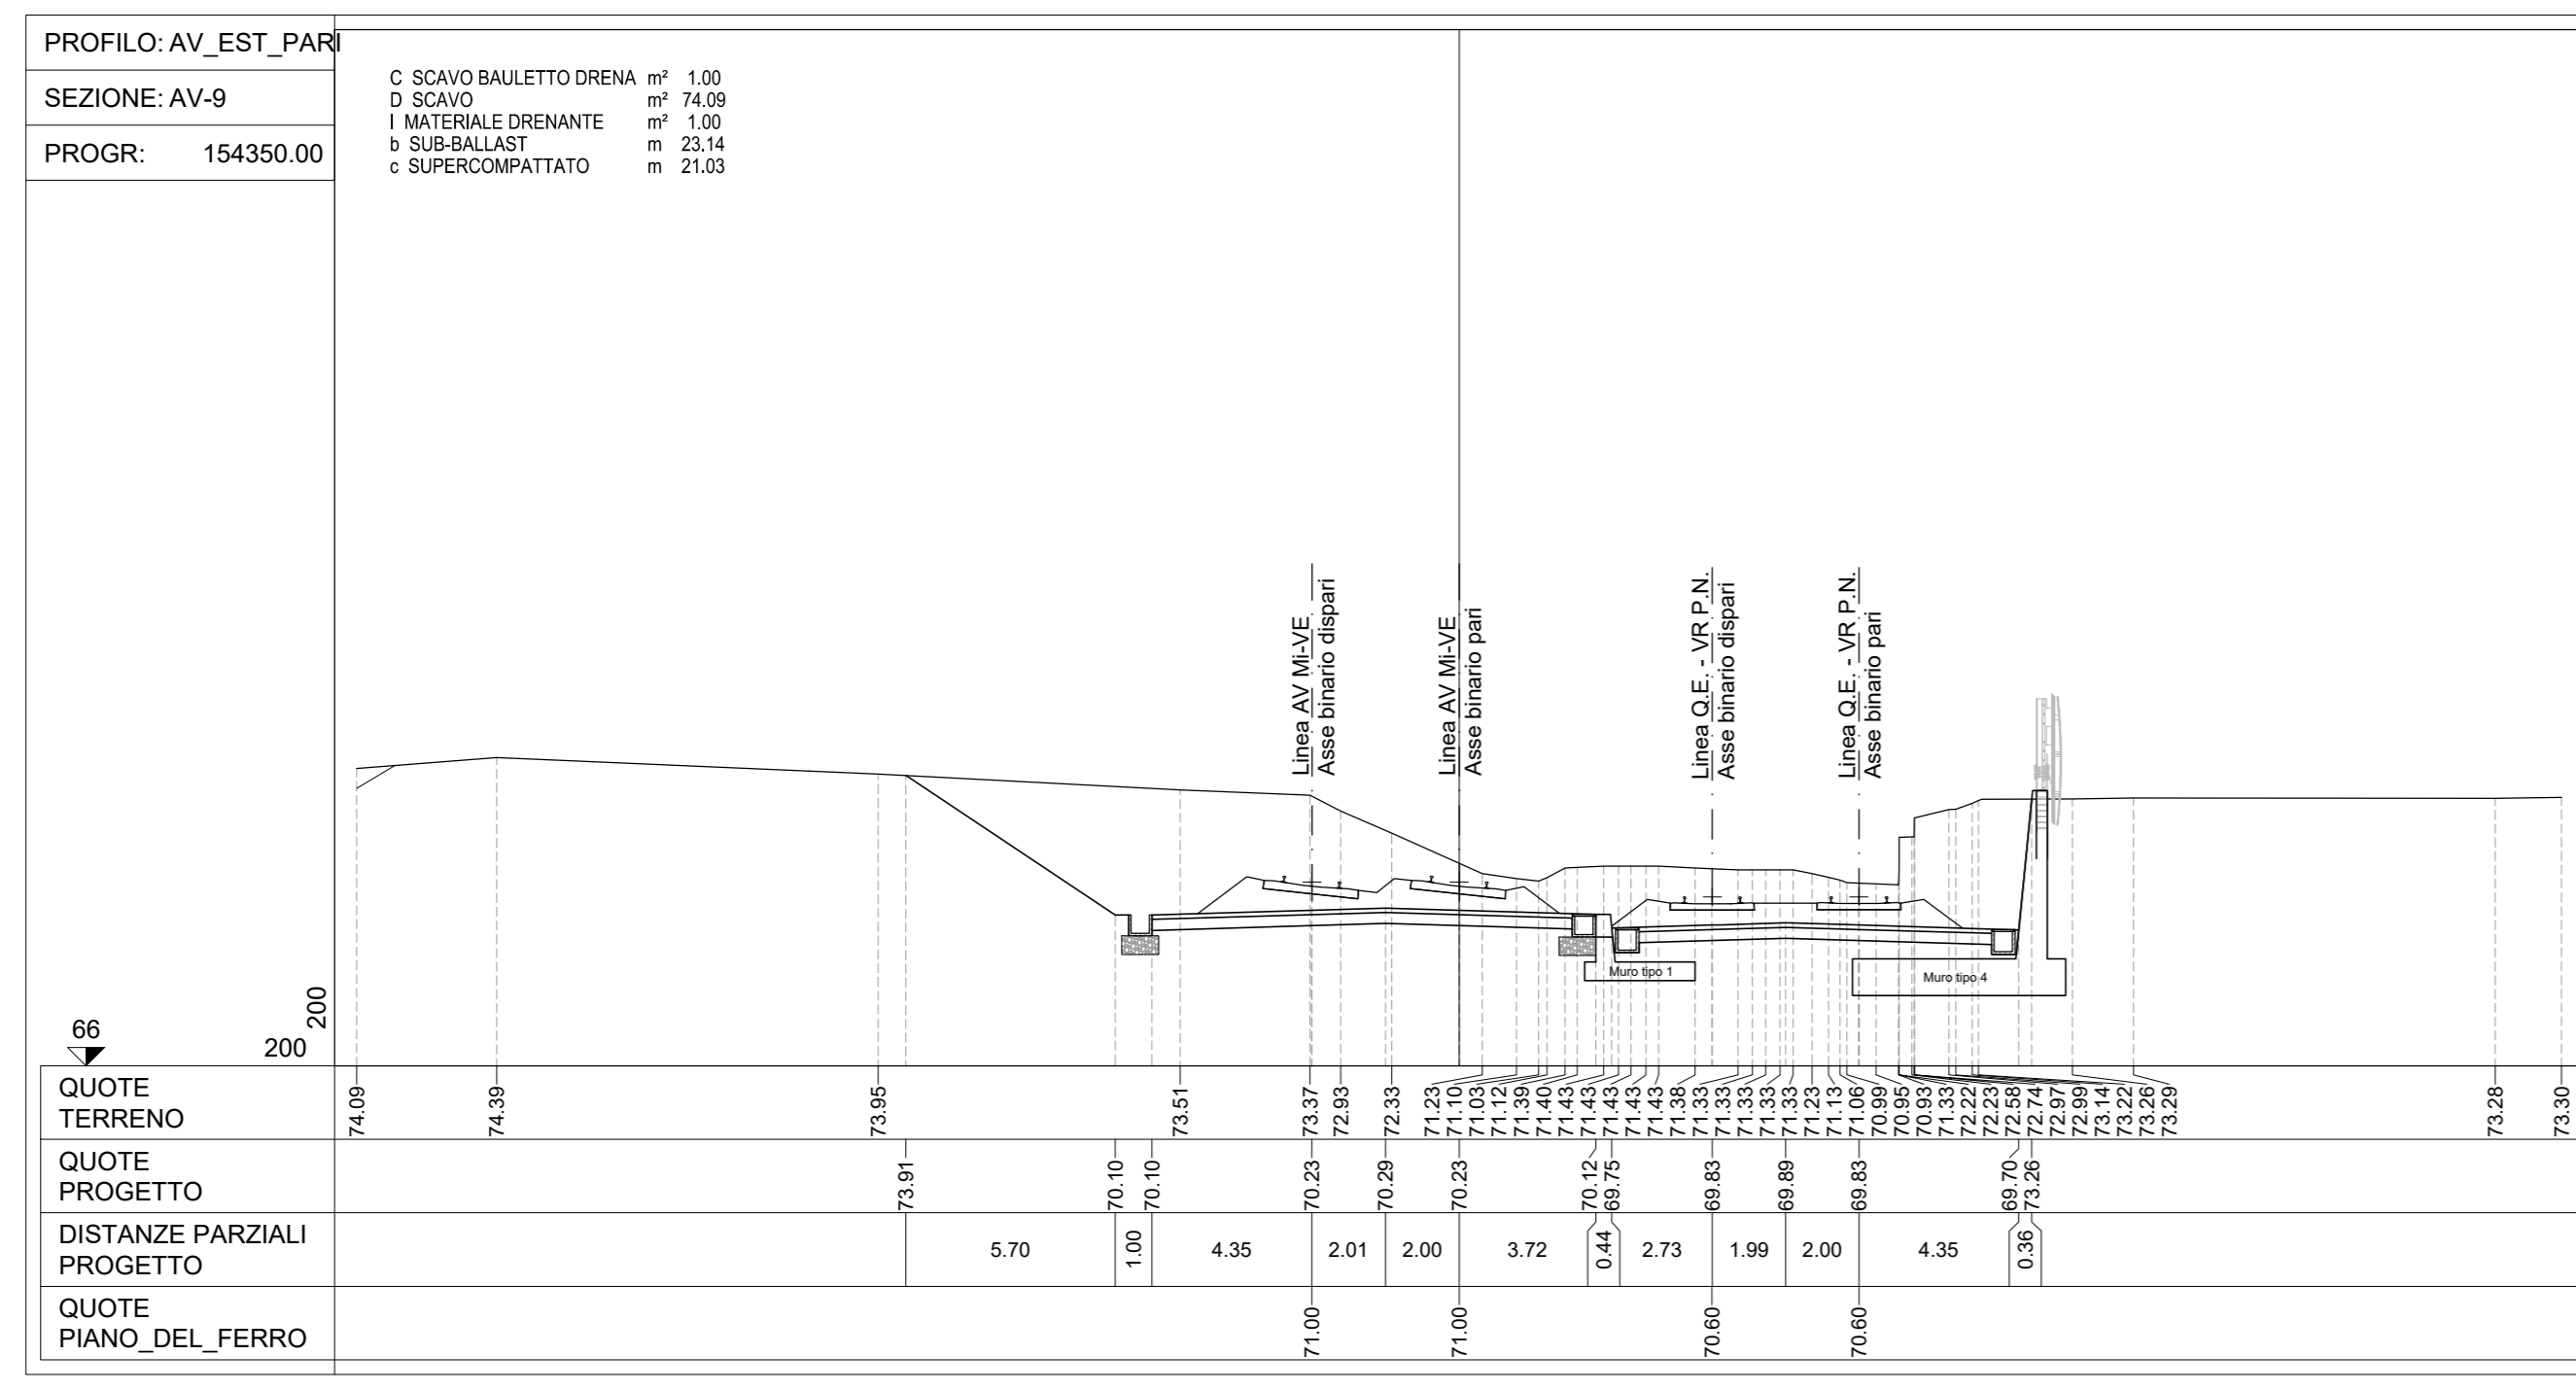 PROFILO: AV_EST_PARI
SEZIONE: AV-9
PROGR: 154350.00
C SCAVO BAULETTO DRENA m² 1.00
D SCAVO m² 74.09
I MATERIALE DRENANTE m² 1.00
b SUB-BALLAST m 23.14
c SUPERCOMPATTATO m 21.03
Linea AV Mi-VE
Asse binario dispari
Linea AV Mi-VE
Asse binario pari
Linea Q.E. - VR P.N.
Asse binario dispari
Linea Q.E. - VR P.N.
Asse binario pari
Muro tipo 1
Muro tipo 4
66
200
200
QUOTE
TERRENO
74.09 74.39 73.95 73.51 73.37 72.93 72.33 71.23 71.10 71.03 71.12 71.39 71.40 71.43 71.43 71.43 71.43 71.43 71.38 71.33 71.33 71.33 71.33 71.33 71.23 71.13 71.06 70.99 70.95 70.93 71.33 72.22 72.23 72.58 72.74 72.97 72.99 73.14 73.22 73.26 73.29 73.28 73.30
QUOTE
PROGETTO
73.91 70.10 70.10 70.23 70.29 70.23 70.12 69.75 69.83 69.89 69.83 69.70 73.26
DISTANZE PARZIALI
PROGETTO
5.70 1.00 4.35 2.01 2.00 3.72 0.44 2.73 1.99 2.00 4.35 0.36
QUOTE
PIANO_DEL_FERRO
71.00 71.00 70.60 70.60